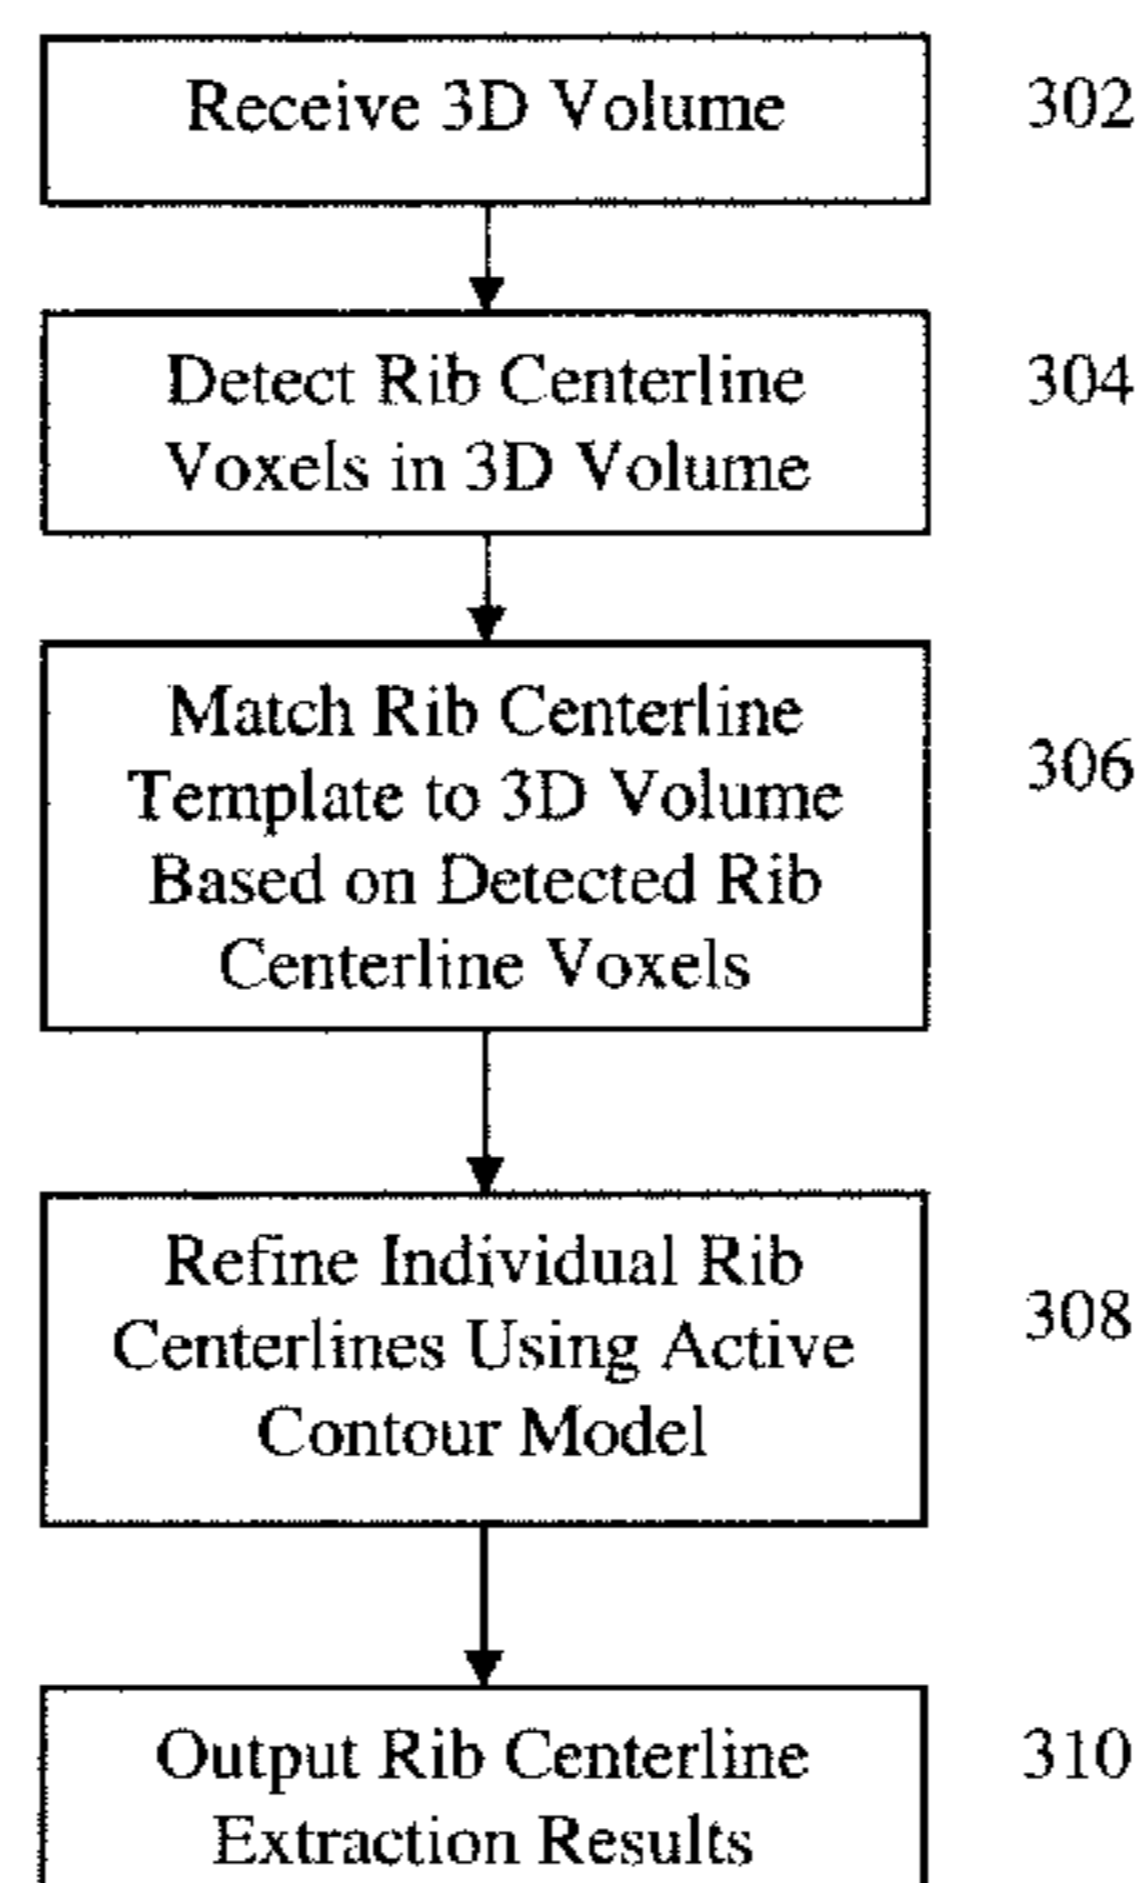 Receive 3D Volume
302
Detect Rib Centerline
Voxels in 3D Volume
304
Match Rib Centerline
Template to 3D Volume
Based on Detected Rib
Centerline Voxels
306
Refine Individual Rib
Centerlines Using Active
Contour Model
308
Output Rib Centerline
Extraction Results
310